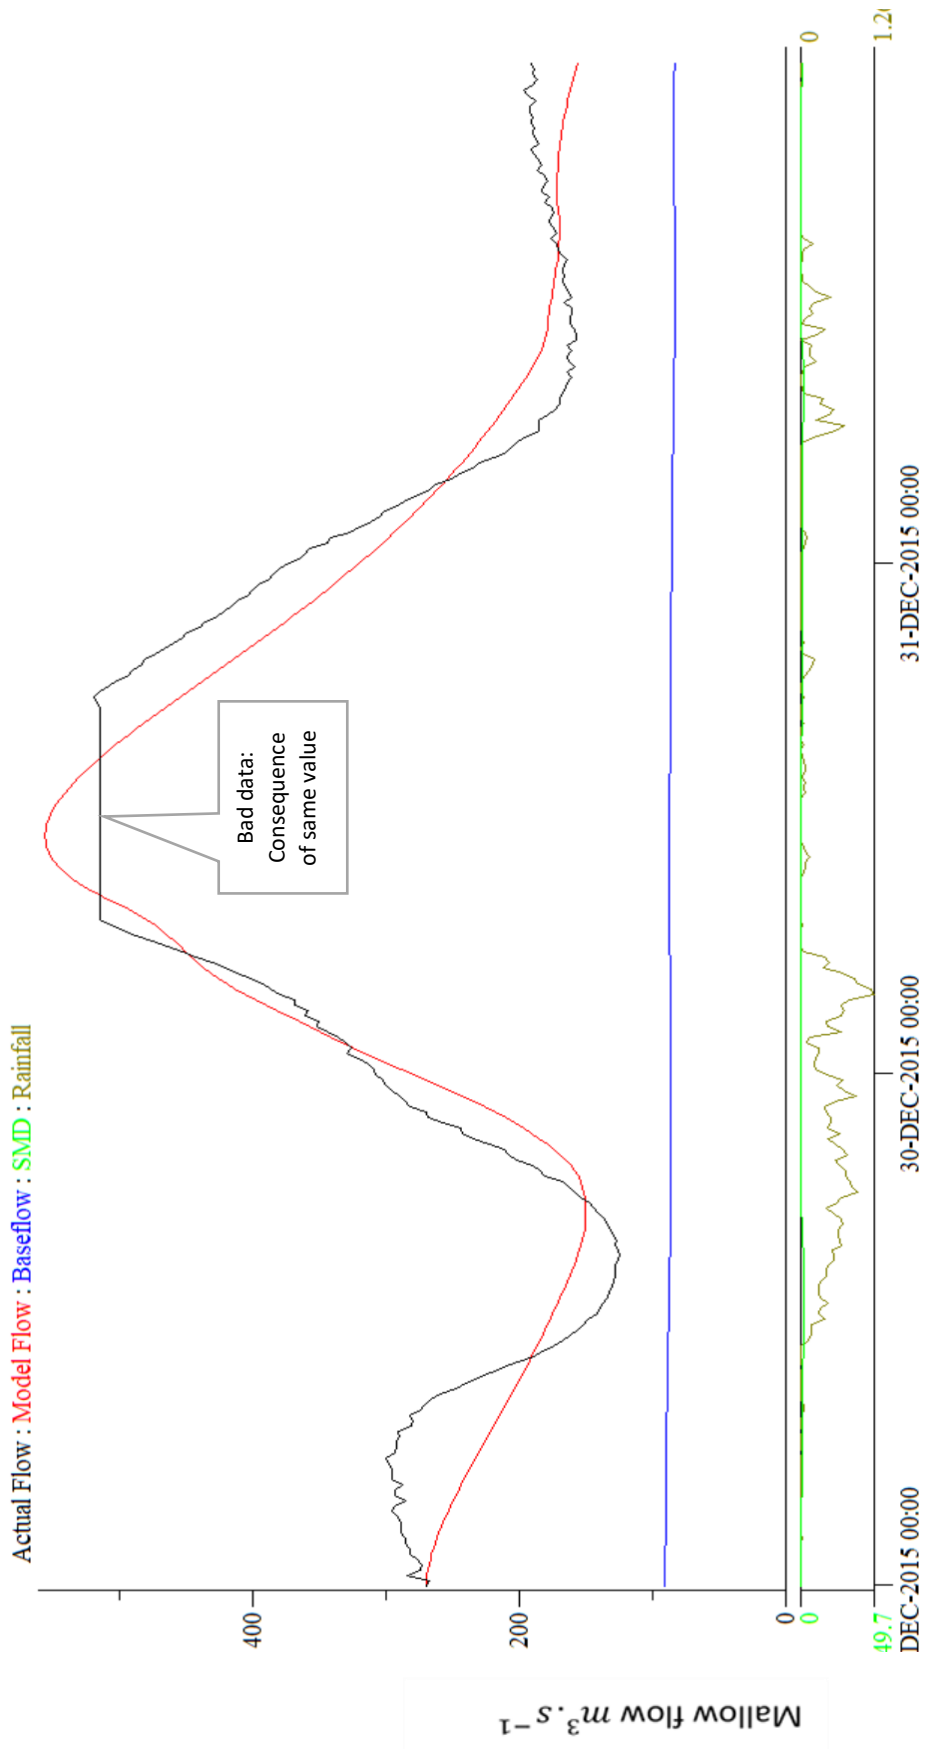 Actual Flow : Model Flow : Baseflow : SMD : Rainfall
400
200
0
0
49.7
0
1.20
Bad data:
Consequence
of same value
DEC-2015 00:00
30-DEC-2015 00:00
31-DEC-2015 00:00
Mallow flow m³.s⁻¹